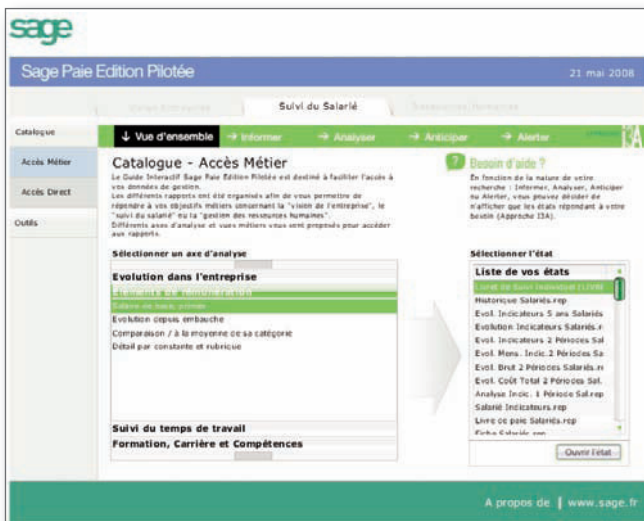 sage
Sage Paie Edition Pilotée
21 mai 2008
Suivi du Salarié
Catalogue
Accès Métier
Accès Direct
Outils
↓ Vue d'ensemble → Informer → Analyser → Anticiper → Alerter
Catalogue - Accès Métier
Le Guide Interactif Sage Paie Edition Pilotée est destiné à faciliter l'accès à
vos données de gestion.
Les différents rapports ont été organisés afin de vous permettre de
répondre à vos objectifs métiers concernant la "vision de l'entreprise", le
"suivi du salarié" ou la "gestion des ressources humaines".
Différents axes d'analyse et vues métiers vous sont proposés pour accéder
aux rapports.
? Besoin d'aide ?
En fonction de la nature de votre
recherche : Informer, Analyser, Anticiper
ou Alerter, vous pouvez décider de
n'afficher que les états répondant à votre
besoin (Approche I3A).
Sélectionner un axe d'analyse
Evolution dans l'entreprise
Eléments de rémunération
Salaire de base, primes
Evolution depuis embauche
Comparaison / à la moyenne de sa catégorie
Détail par constante et rubrique
Suivi du temps de travail
Formation, Carrière et Compétences
Sélectionner l'état
Liste de vos états
Historique Salariés.rep
Evol. Indicateurs 5 ans Salariés
Evolution Indicateurs Salariés.r
Evol. Indicateurs 2 Périodes Sal
Evol. Mens. Indic.2 Périodes Sa
Evol. Brut 2 Périodes Salariés.r
Evol. Coût Total 2 Périodes Sal.
Analyse Indic. 1 Période Sal.rep
Salarié Indicateurs.rep
Livre de paie Salariés.rep
Fiche Salariés.rep
Ouvrir l'état
A propos de | www.sage.fr